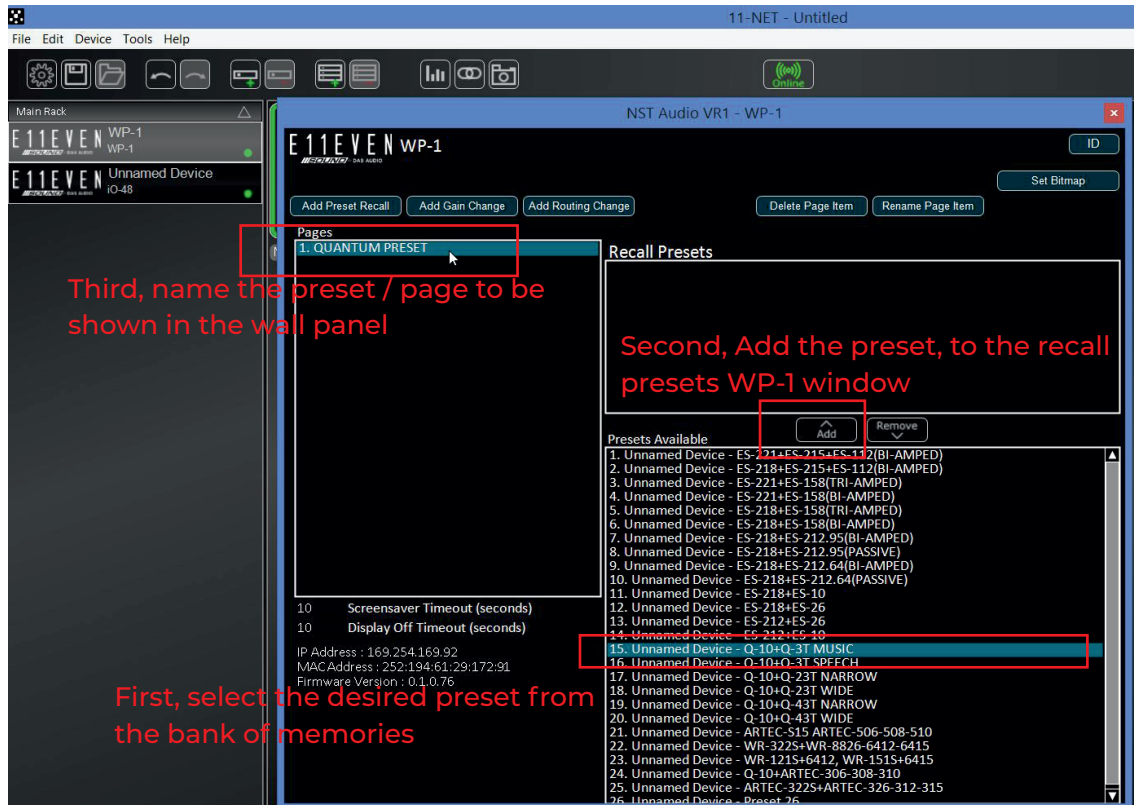 11-NET - Untitled
File Edit Device Tools Help
Online
Main Rack
E11EVEN WP-1
//SOUND BY DAS AUDIO WP-1
E11EVEN Unnamed Device
//SOUND BY DAS AUDIO iO-48
NST Audio VR1 - WP-1
E11EVEN WP-1
//SOUND BY DAS AUDIO
ID
Set Bitmap
Add Preset Recall Add Gain Change Add Routing Change Delete Page Item Rename Page Item
Pages
1. QUANTUM PRESET
Recall Presets
Third, name the preset / page to be
shown in the wall panel
Second, Add the preset, to the recall
presets WP-1 window
Add Remove
Presets Available
1. Unnamed Device - ES-221+ES-215+ES-112(BI-AMPED)
2. Unnamed Device - ES-218+ES-215+ES-112(BI-AMPED)
3. Unnamed Device - ES-221+ES-158(TRI-AMPED)
4. Unnamed Device - ES-221+ES-158(BI-AMPED)
5. Unnamed Device - ES-218+ES-158(TRI-AMPED)
6. Unnamed Device - ES-218+ES-158(BI-AMPED)
7. Unnamed Device - ES-218+ES-212.95(BI-AMPED)
8. Unnamed Device - ES-218+ES-212.95(PASSIVE)
9. Unnamed Device - ES-218+ES-212.64(BI-AMPED)
10. Unnamed Device - ES-218+ES-212.64(PASSIVE)
11. Unnamed Device - ES-218+ES-10
12. Unnamed Device - ES-218+ES-26
13. Unnamed Device - ES-212+ES-26
14. Unnamed Device - ES-212+ES-10
15. Unnamed Device - Q-10+Q-3T MUSIC
16. Unnamed Device - Q-10+Q-3T SPEECH
17. Unnamed Device - Q-10+Q-23T NARROW
18. Unnamed Device - Q-10+Q-23T WIDE
19. Unnamed Device - Q-10+Q-43T NARROW
20. Unnamed Device - Q-10+Q-43T WIDE
21. Unnamed Device - ARTEC-S15 ARTEC-506-508-510
22. Unnamed Device - WR-322S+WR-8826-6412-6415
23. Unnamed Device - WR-121S+6412, WR-151S+6415
24. Unnamed Device - Q-10+ARTEC-306-308-310
25. Unnamed Device - ARTEC-322S+ARTEC-326-312-315
26. Unnamed Device - Preset 26
10 Screensaver Timeout (seconds)
10 Display Off Timeout (seconds)
IP Address : 169.254.169.92
MAC Address : 252:194:61:29:172:91
Firmware Version : 0.1.0.76
First, select the desired preset from
the bank of memories